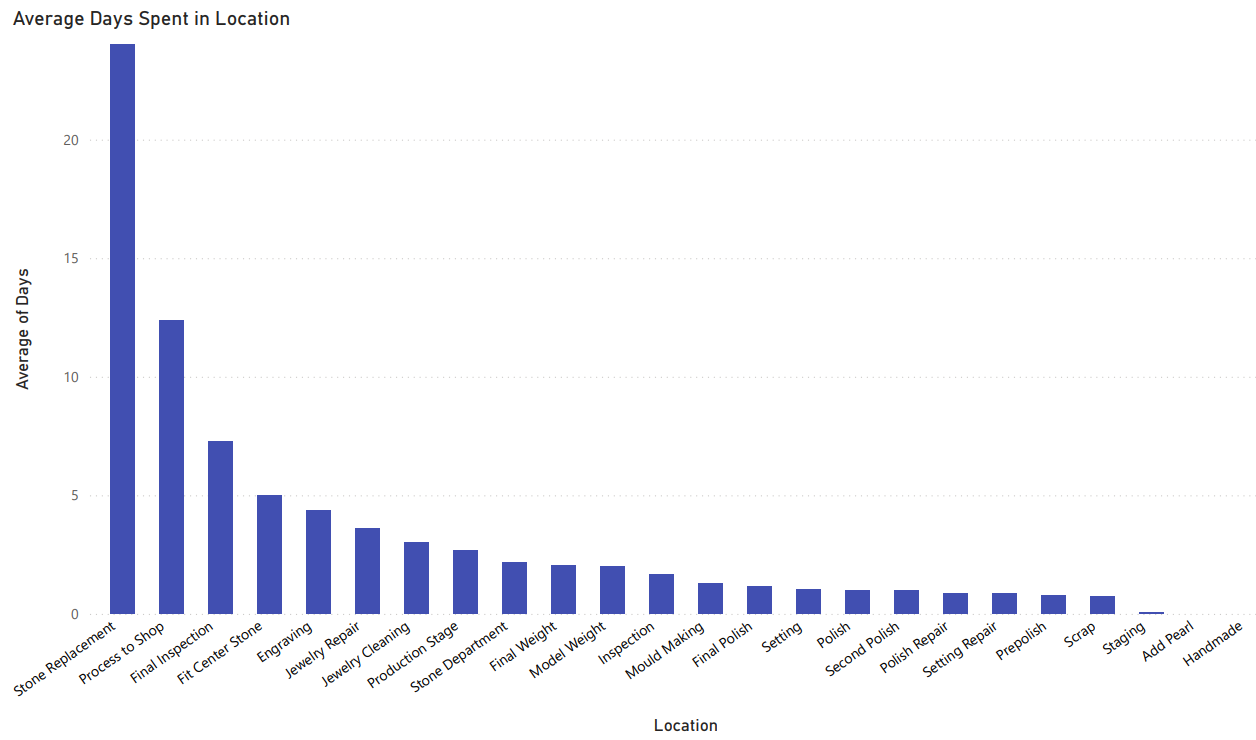 Average Days Spent in Location
20
15
10
5
0
Average of Days
Stone Replacement
Process to Shop
Final Inspection
Fit Center Stone
Engraving
Jewelry Repair
Jewelry Cleaning
Production Stage
Stone Department
Final Weight
Model Weight
Inspection
Mould Making
Final Polish
Setting
Polish
Second Polish
Polish Repair
Setting Repair
Prepolish
Scrap
Staging
Add Pearl
Handmade
Location